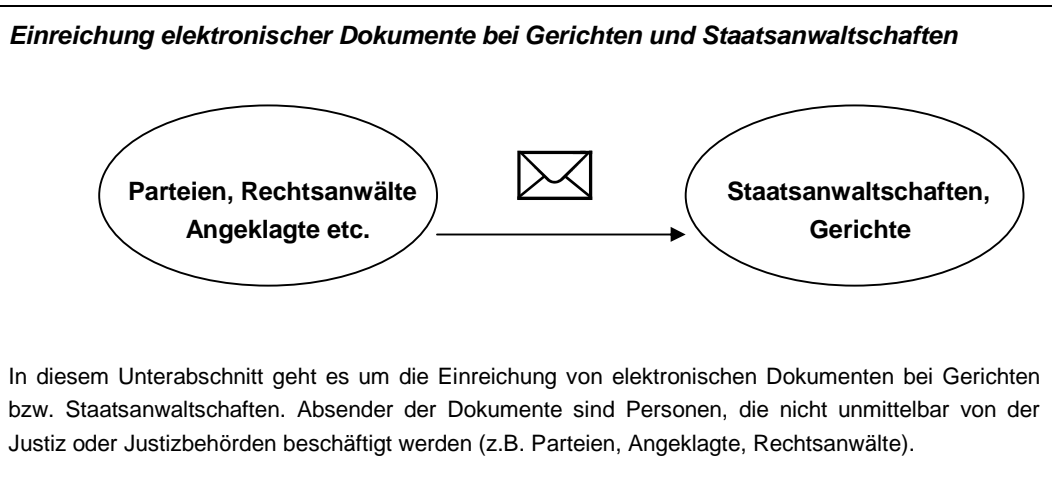 Einreichung elektronischer Dokumente bei Gerichten und Staatsanwaltschaften
Parteien, Rechtsanwälte
Angeklagte etc.
Staatsanwaltschaften,
Gerichte
In diesem Unterabschnitt geht es um die Einreichung von elektronischen Dokumenten bei Gerichten
bzw. Staatsanwaltschaften. Absender der Dokumente sind Personen, die nicht unmittelbar von der
Justiz oder Justizbehörden beschäftigt werden (z.B. Parteien, Angeklagte, Rechtsanwälte).